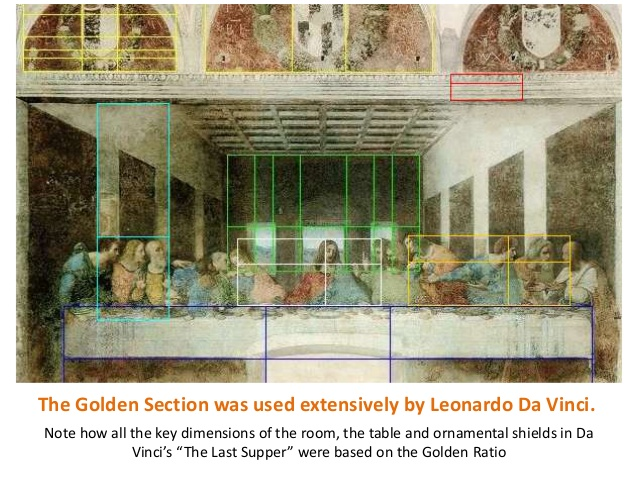 The Golden Section was used extensively by Leonardo Da Vinci.
Note how all the key dimensions of the room, the table and ornamental shields in Da
Vinci's “The Last Supper” were based on the Golden Ratio